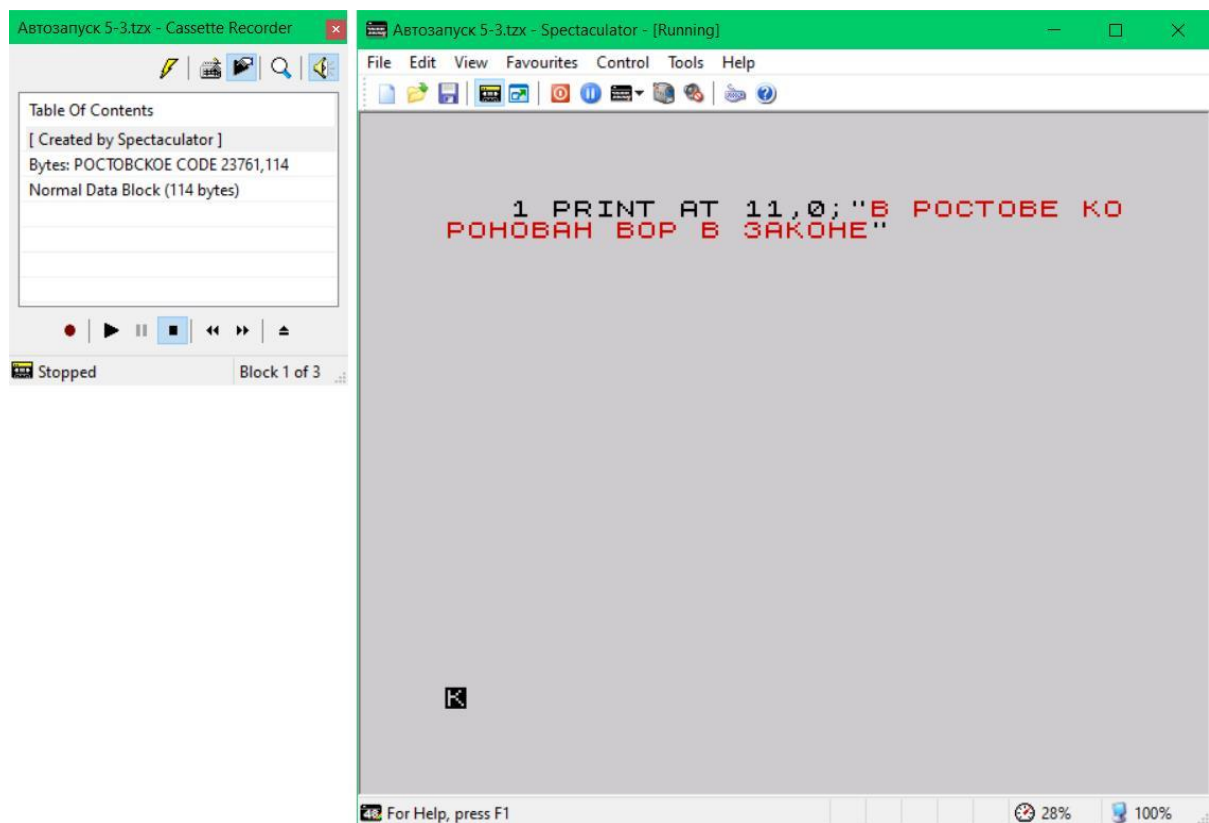 Автозапуск 5-3.tzx - Cassette Recorder
Table Of Contents
[ Created by Spectaculator ]
Bytes: РОСТОВСКОЕ CODE 23761,114
Normal Data Block (114 bytes)
Stopped
Block 1 of 3
Автозапуск 5-3.tzx - Spectaculator - [Running]
File Edit View Favourites Control Tools Help
1 PRINT AT 11,0;"В РОСТОВЕ КО
РОНОВАН ВОР В ЗАКОНЕ"
K
48 For Help, press F1
28%
100%